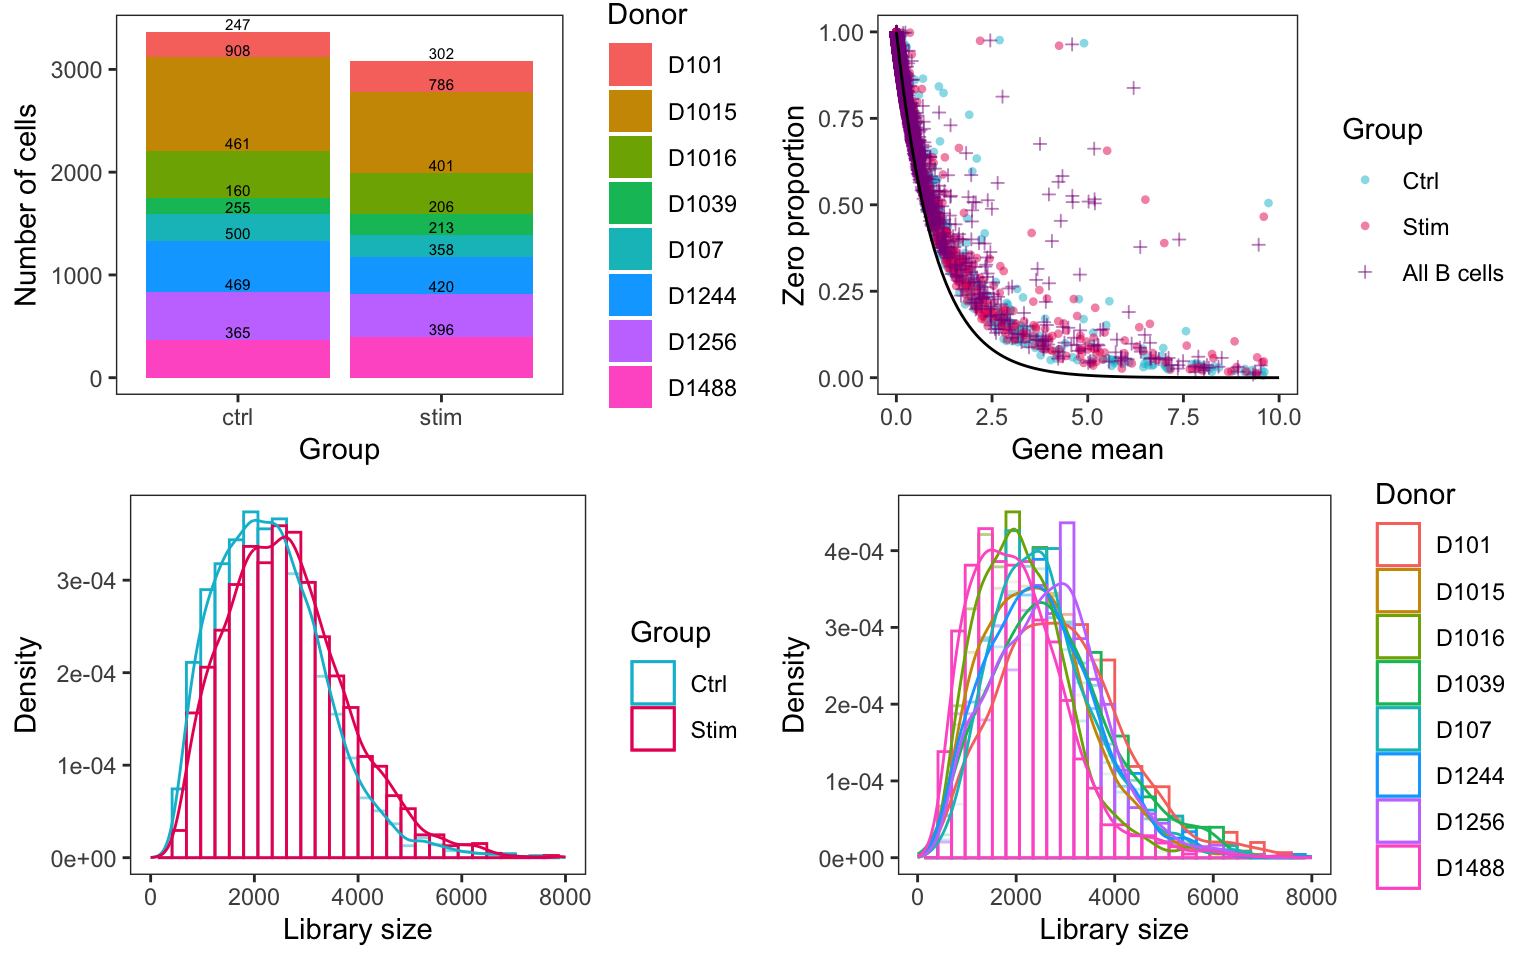 Number of cells
3000
2000
1000
0
247
908
461
160
255
500
469
365
302
786
401
206
213
358
420
396
ctrl
stim
Group
Donor
D101
D1015
D1016
D1039
D107
D1244
D1256
D1488
Zero proportion
1.00
0.75
0.50
0.25
0.00
0.0
2.5
5.0
7.5
10.0
Gene mean
Group
Ctrl
Stim
All B cells
Density
3e-04
2e-04
1e-04
0e+00
0
2000
4000
6000
8000
Library size
Group
Ctrl
Stim
Density
4e-04
3e-04
2e-04
1e-04
0e+00
0
2000
4000
6000
8000
Library size
Donor
D101
D1015
D1016
D1039
D107
D1244
D1256
D1488